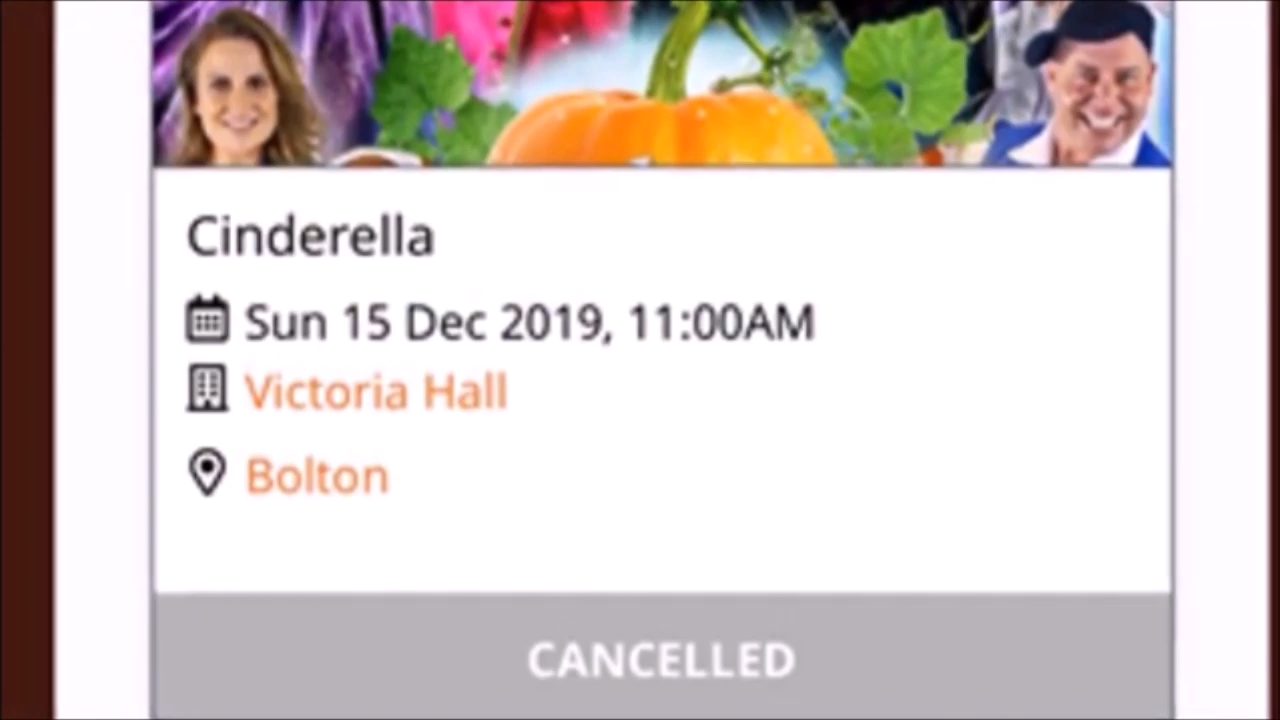 Cinderella
Sun 15 Dec 2019, 11:00AM
Victoria Hall
Bolton
CANCELLED